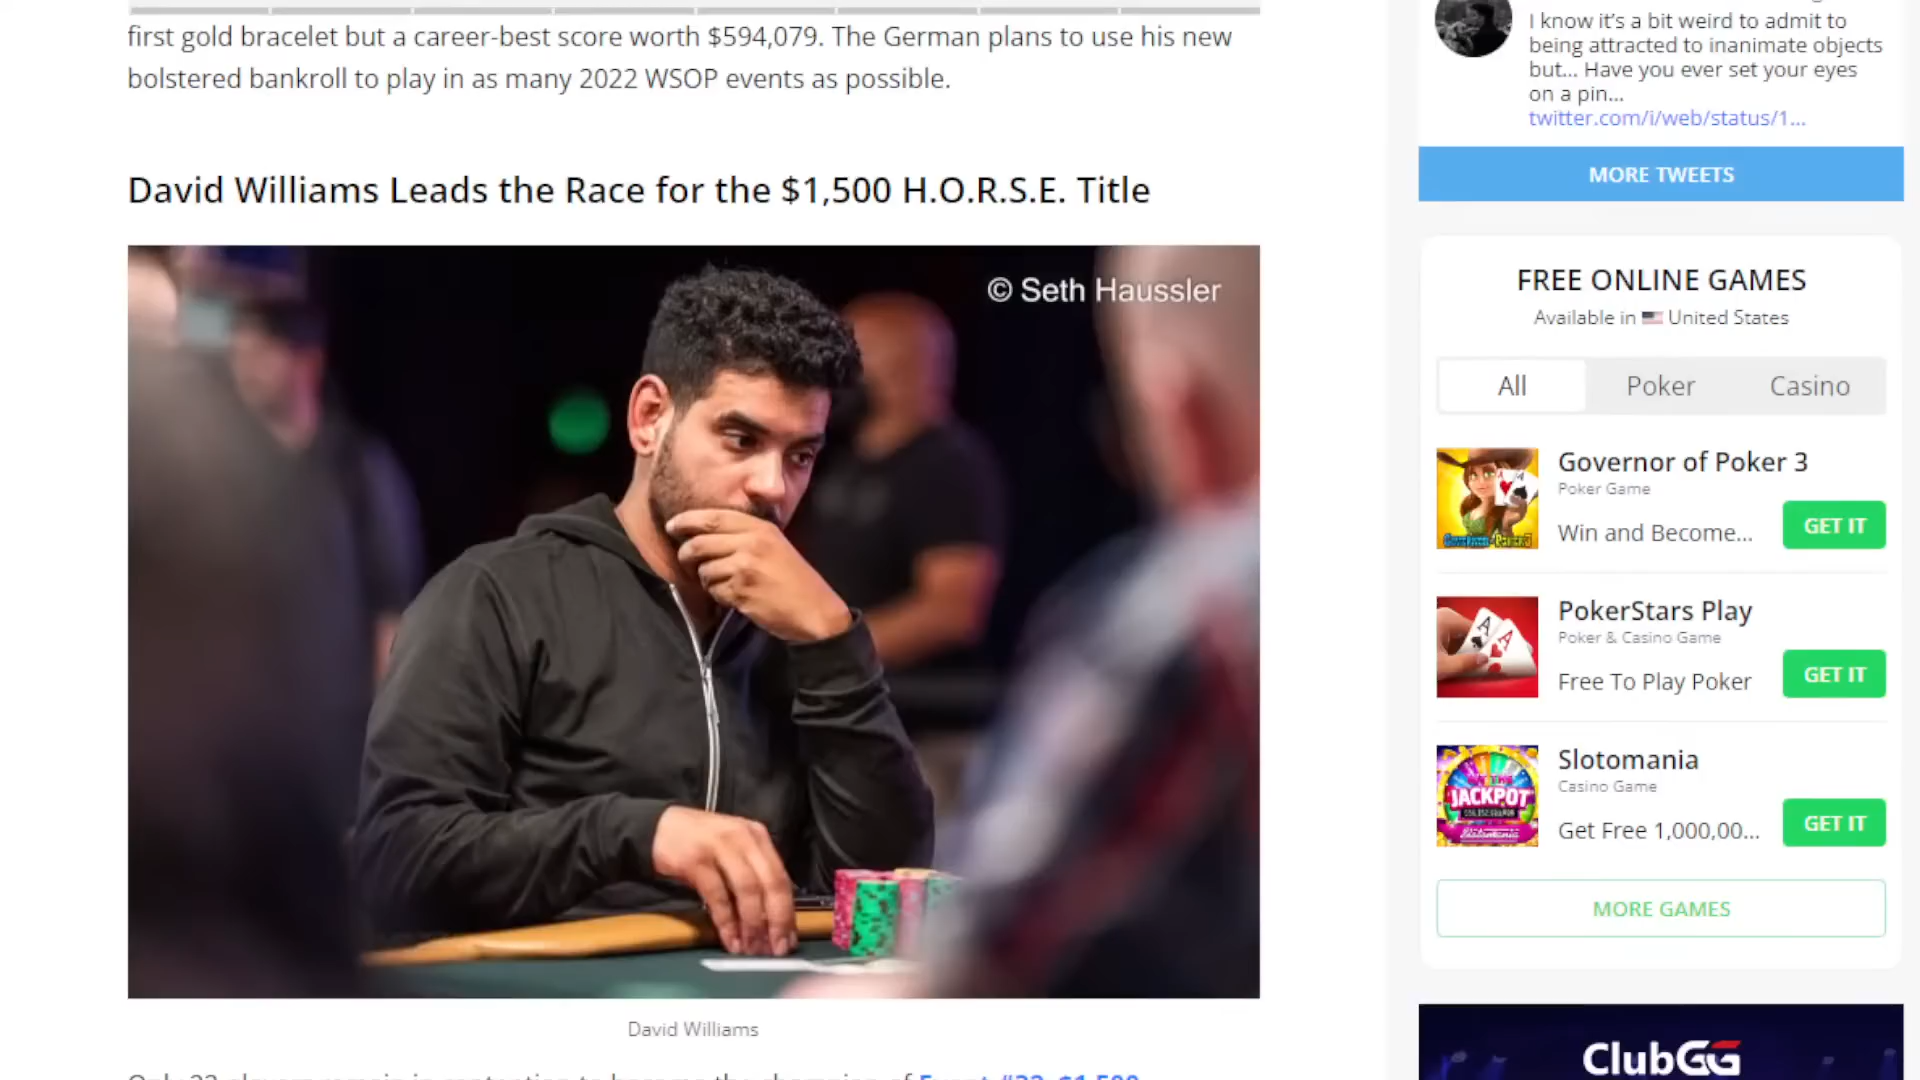 first gold bracelet but a career-best score worth $594,079. The German plans to use his new
bolstered bankroll to play in as many 2022 WSOP events as possible.
David Williams Leads the Race for the $1,500 H.O.R.S.E. Title
© Seth Haussler
David Williams
I know it’s a bit weird to admit to
being attracted to inanimate objects
but... Have you ever set your eyes
on a pin...
twitter.com/i/web/status/1...
MORE TWEETS
FREE ONLINE GAMES
Available in United States
All Poker Casino
Governor of Poker 3
Poker Game
Win and Become...
GET IT
PokerStars Play
Poker & Casino Game
Free To Play Poker
GET IT
JACKPOT
Slotomania
Casino Game
Get Free 1,000,00...
GET IT
MORE GAMES
ClubGG